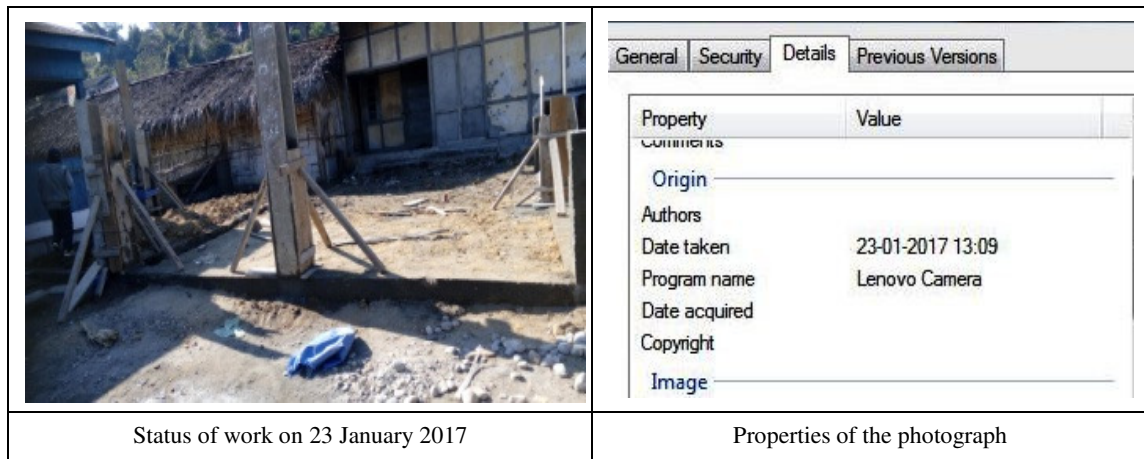 General Security Details Previous Versions
Property Value
Comments
Origin
Authors
Date taken 23-01-2017 13:09
Program name Lenovo Camera
Date acquired
Copyright
Image
Status of work on 23 January 2017 Properties of the photograph